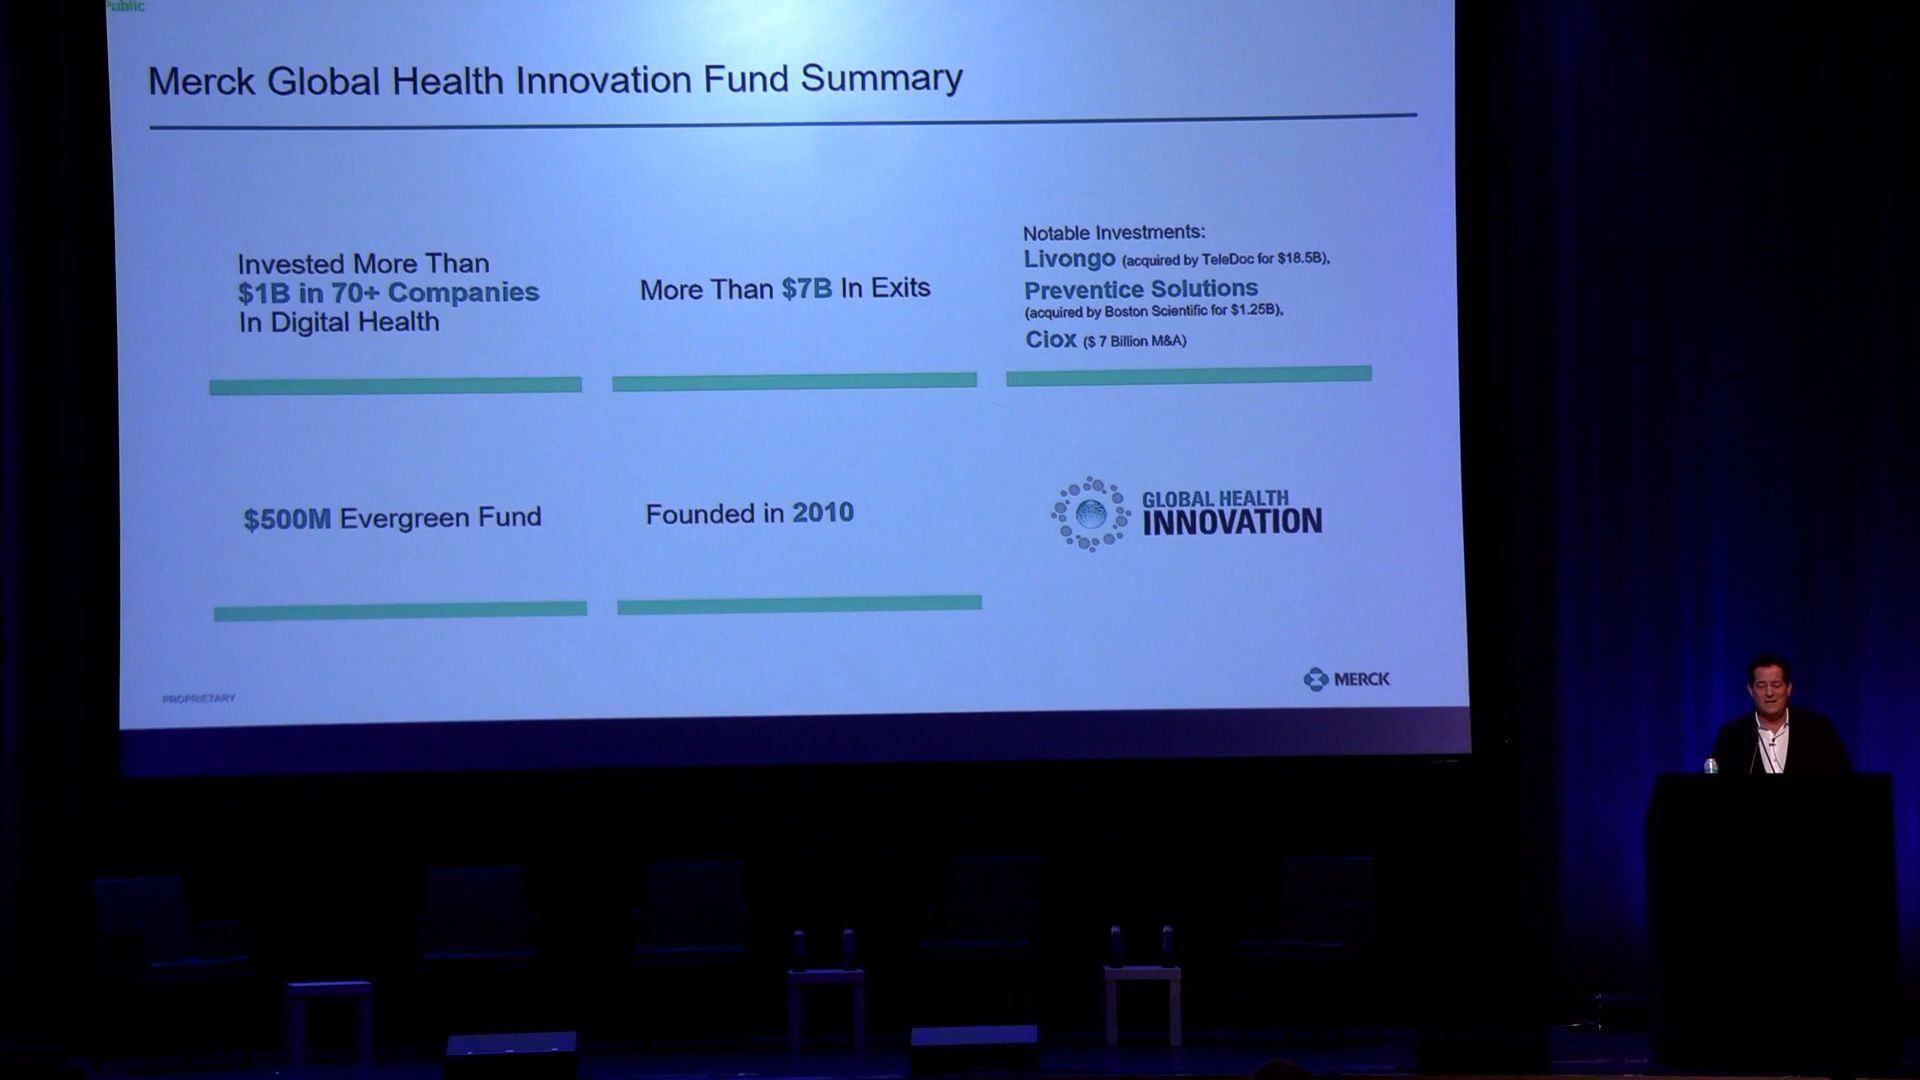 Public
Merck Global Health Innovation Fund Summary
Invested More Than
$1B in 70+ Companies
In Digital Health
More Than $7B In Exits
Notable Investments:
Livongo (acquired by TeleDoc for $18.5B),
Preventice Solutions
(acquired by Boston Scientific for $1.25B),
Ciox ($ 7 Billion M&A)
$500M Evergreen Fund
Founded in 2010
GLOBAL HEALTH
INNOVATION
PROPRIETARY
MERCK